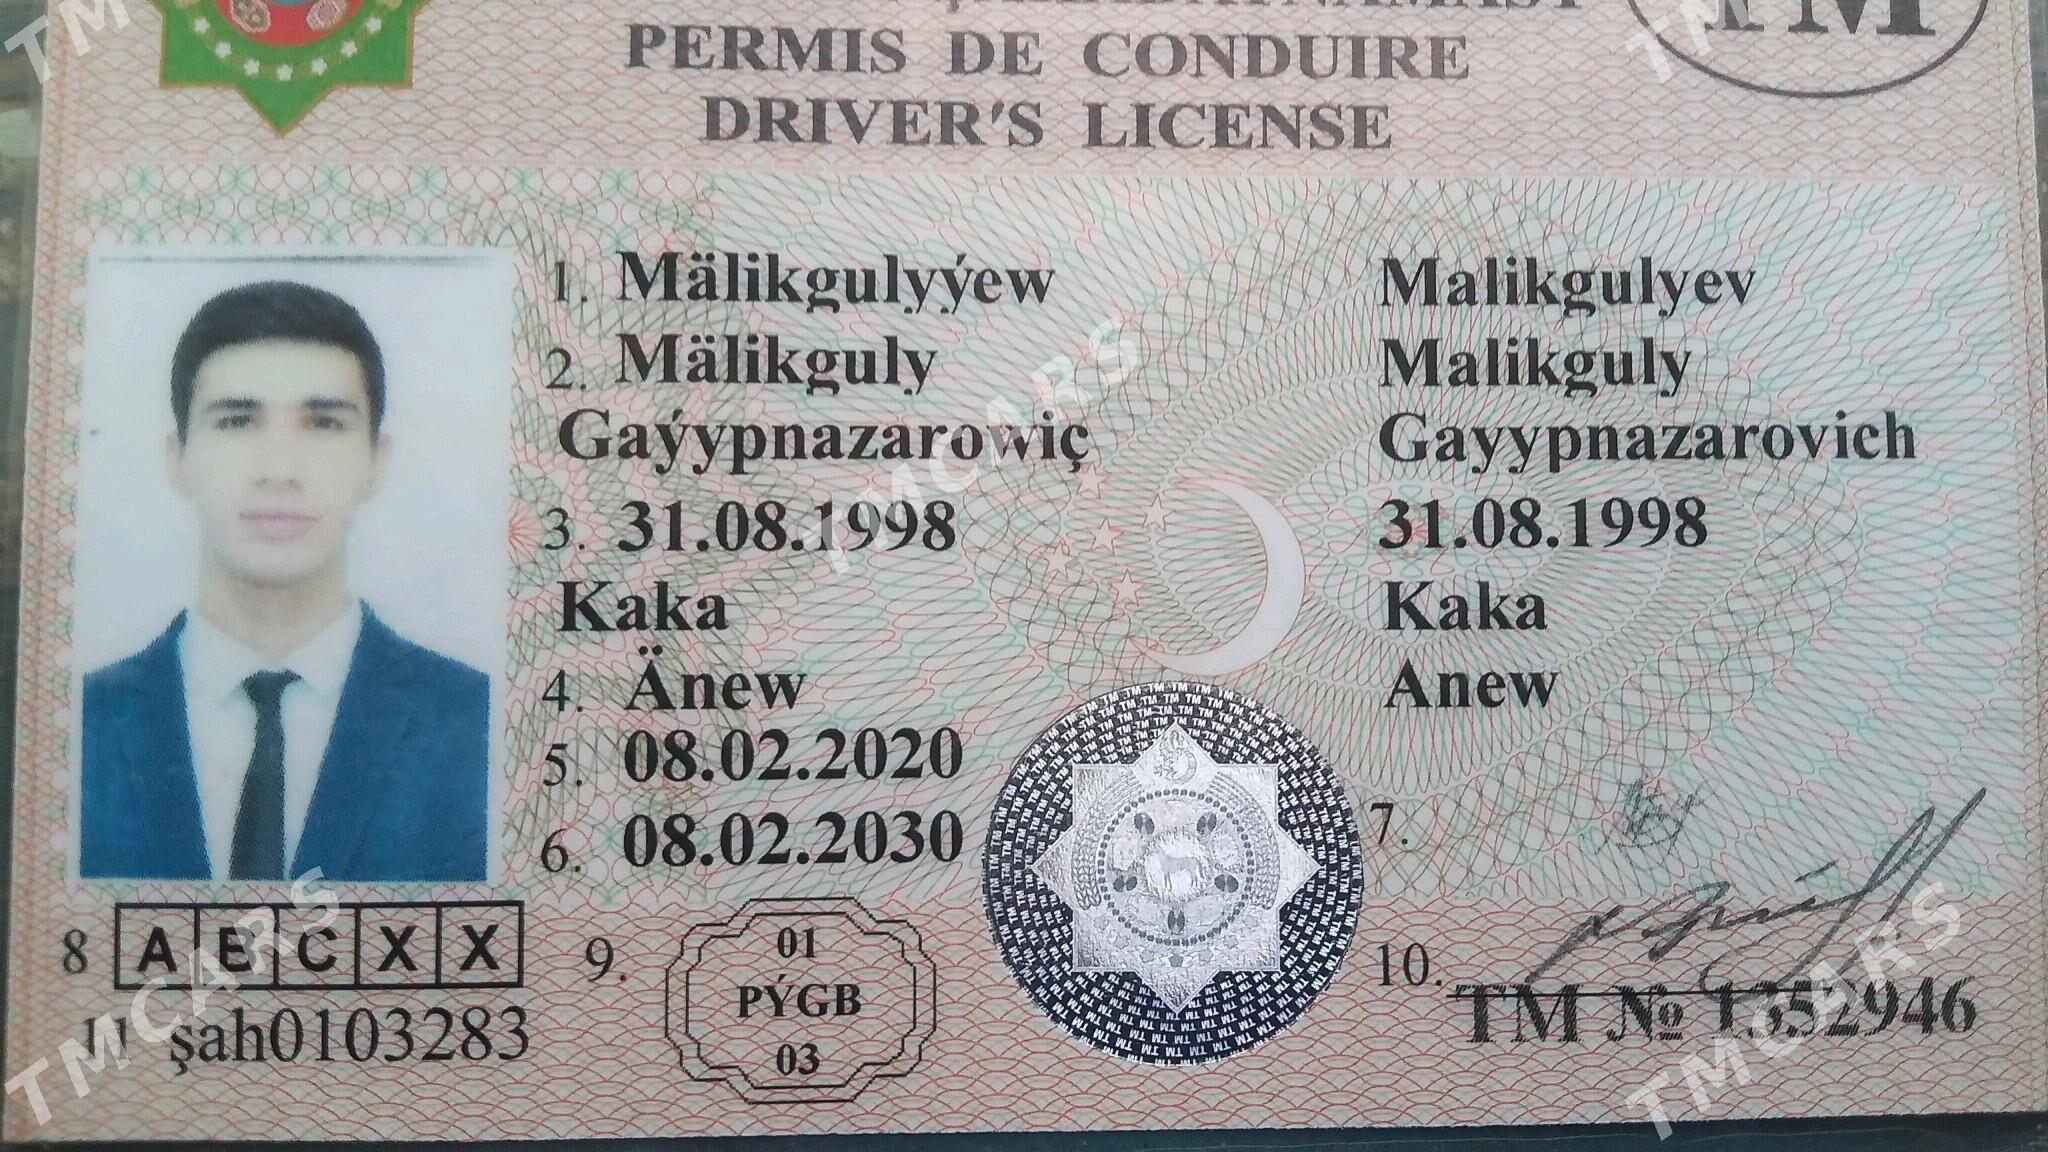 PERMIS DE CONDUIRE
TM
DRIVER'S LICENSE
1. Mälikgulyýew Malikgulyev
2. Mälikguly Malikguly
Gaýypnazarowiç Gayypnazarovich
3. 31.08.1998 31.08.1998
Kaka Kaka
4. Änew Anew
5. 08.02.2020
6. 08.02.2030 7.
8 A B C X X
9. 01
PÝGB
03
10.
TM № 1352946
11 şah0103283
TMCARS
TMCARS
TMCARS
TMCARS
TMCARS